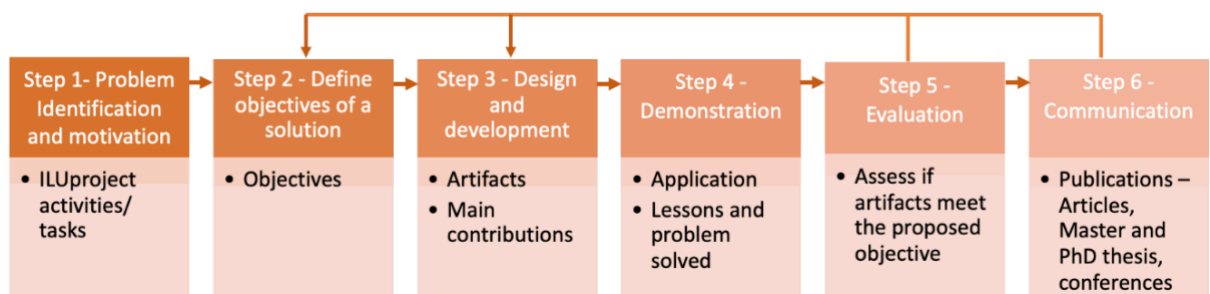 Step 1- Problem
Identification
and motivation
• ILUproject
activities/
tasks
Step 2 - Define
objectives of a
solution
• Objectives
Step 3 - Design
and
development
• Artifacts
• Main
contributions
Step 4 -
Demonstration
• Application
• Lessons and
problem
solved
Step 5 -
Evaluation
• Assess if
artifacts meet
the proposed
objective
Step 6 -
Communication
• Publications –
Articles,
Master and
PhD thesis,
conferences